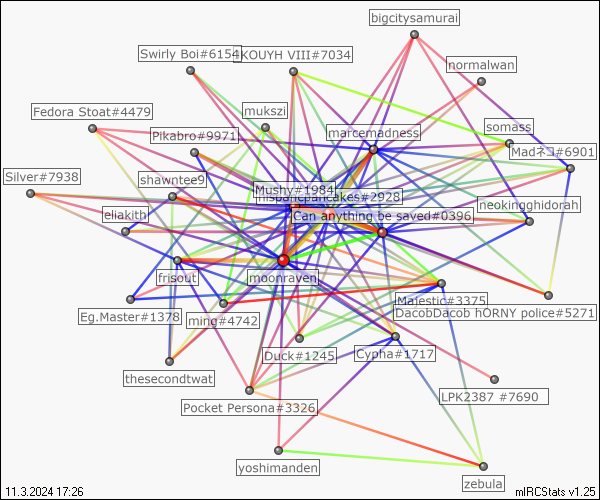 bigcitysamurai
Swirly Boi#6154
KOUYH VIII#7034
normalwan
Fedora Stoat#4479
mukszi
Pikabro#9971
marcemadness
somass
Madネコ#6901
Silver#7938
shawntee9
Mushy#1984
hispancpancakes#2928
neokingghidorah
eliakith
Can anything be saved#0396
frisout
moonraven
Majestic#3375
Eg.Master#1378
ming#4742
DacobDacob hORNY police#5271
Duck#1245
Cypha#1717
thesecondtwat
LPK2387 #7690
Pocket Persona#3326
yoshimanden
zebula
11.3.2024 17:26
mIRCStats v1.25